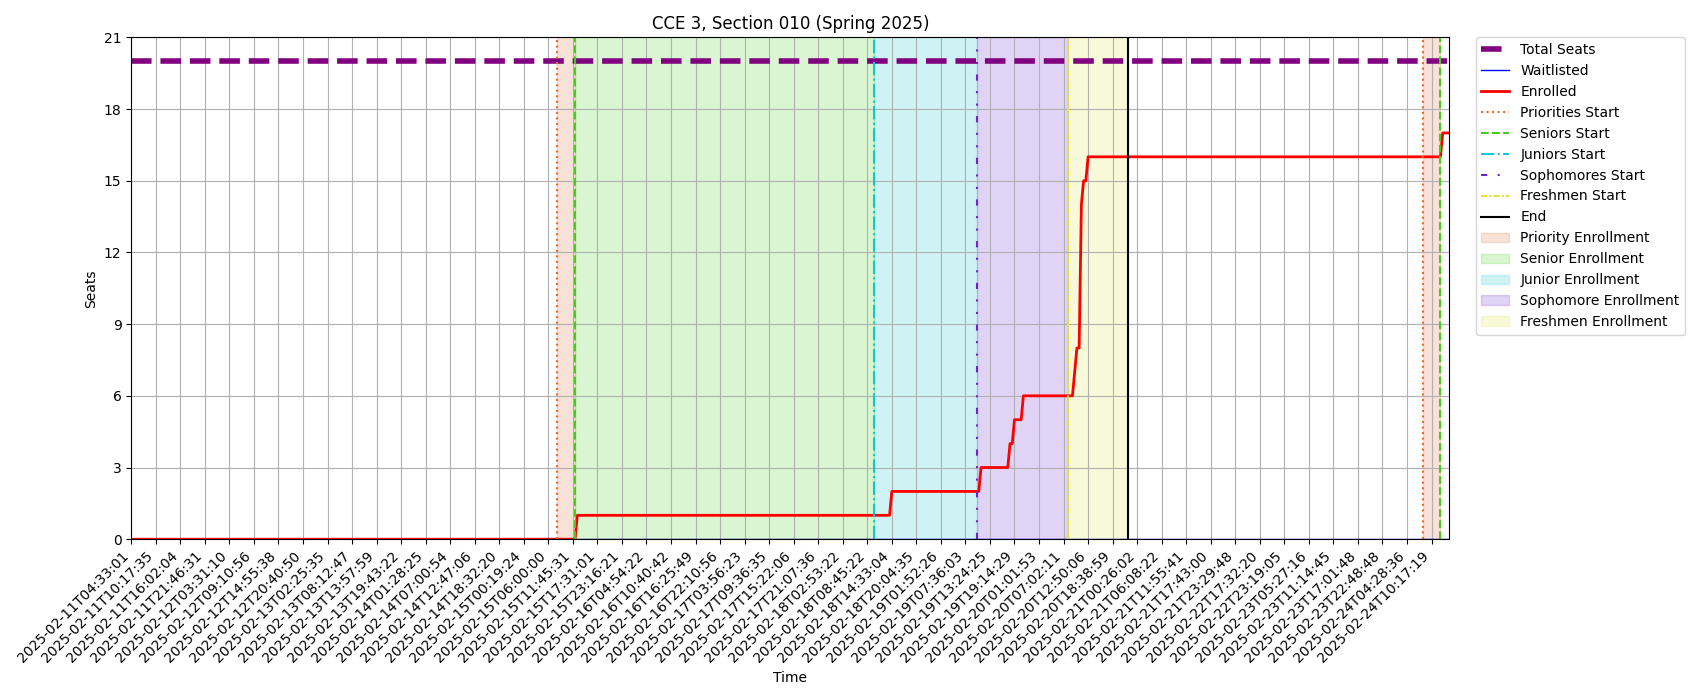 CCE 3, Section 010 (Spring 2025)
Seats
21
18
15
12
9
6
3
0
2025-02-11T04:33:01
2025-02-11T10:17:35
2025-02-11T16:02:04
2025-02-11T21:46:31
2025-02-12T03:31:10
2025-02-12T09:10:56
2025-02-12T14:55:38
2025-02-12T20:40:50
2025-02-13T02:25:35
2025-02-13T08:12:47
2025-02-13T13:57:59
2025-02-13T19:43:22
2025-02-14T01:28:25
2025-02-14T07:00:54
2025-02-14T12:47:06
2025-02-14T18:32:20
2025-02-15T00:19:24
2025-02-15T06:00:00
2025-02-15T11:45:31
2025-02-15T17:31:01
2025-02-15T23:16:21
2025-02-16T04:54:22
2025-02-16T10:40:42
2025-02-16T16:25:49
2025-02-16T22:10:56
2025-02-17T03:56:23
2025-02-17T09:36:35
2025-02-17T15:22:06
2025-02-17T21:07:36
2025-02-18T02:53:22
2025-02-18T08:45:22
2025-02-18T14:33:04
2025-02-18T20:04:35
2025-02-19T01:52:26
2025-02-19T07:36:03
2025-02-19T13:24:25
2025-02-19T19:14:29
2025-02-20T01:01:53
2025-02-20T07:02:11
2025-02-20T12:50:06
2025-02-20T18:38:59
2025-02-21T00:26:02
2025-02-21T06:08:22
2025-02-21T11:55:41
2025-02-21T17:43:00
2025-02-21T23:29:48
2025-02-22T17:32:20
2025-02-22T23:19:05
2025-02-23T05:27:16
2025-02-23T11:14:45
2025-02-23T17:01:48
2025-02-23T22:48:48
2025-02-24T04:28:36
2025-02-24T10:17:19
Time
Total Seats
Waitlisted
Enrolled
Priorities Start
Seniors Start
Juniors Start
Sophomores Start
Freshmen Start
End
Priority Enrollment
Senior Enrollment
Junior Enrollment
Sophomore Enrollment
Freshmen Enrollment